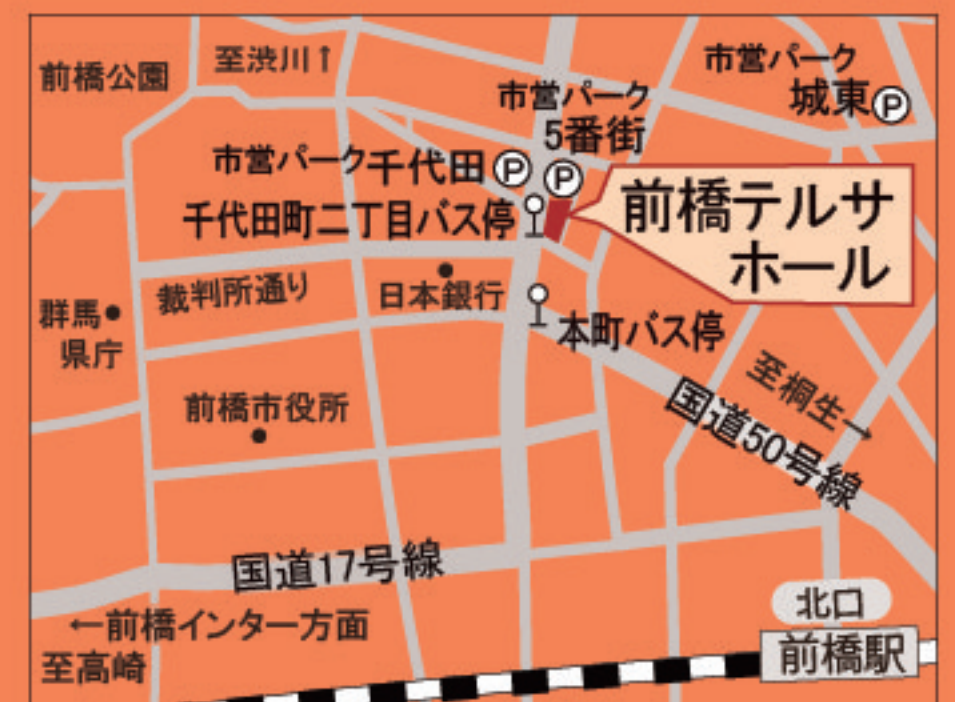 至渋川↑
前橋公園
市営パーク
城東Ⓟ
市営パーク
5番街
Ⓟ
市営パーク千代田Ⓟ
千代田町二丁目バス停
前橋テルサ
ホール
裁判所通り
日本銀行
群馬
県庁
本町バス停
至桐生→
前橋市役所
国道50号線
国道17号線
←前橋インター方面
至高崎
北口
前橋駅